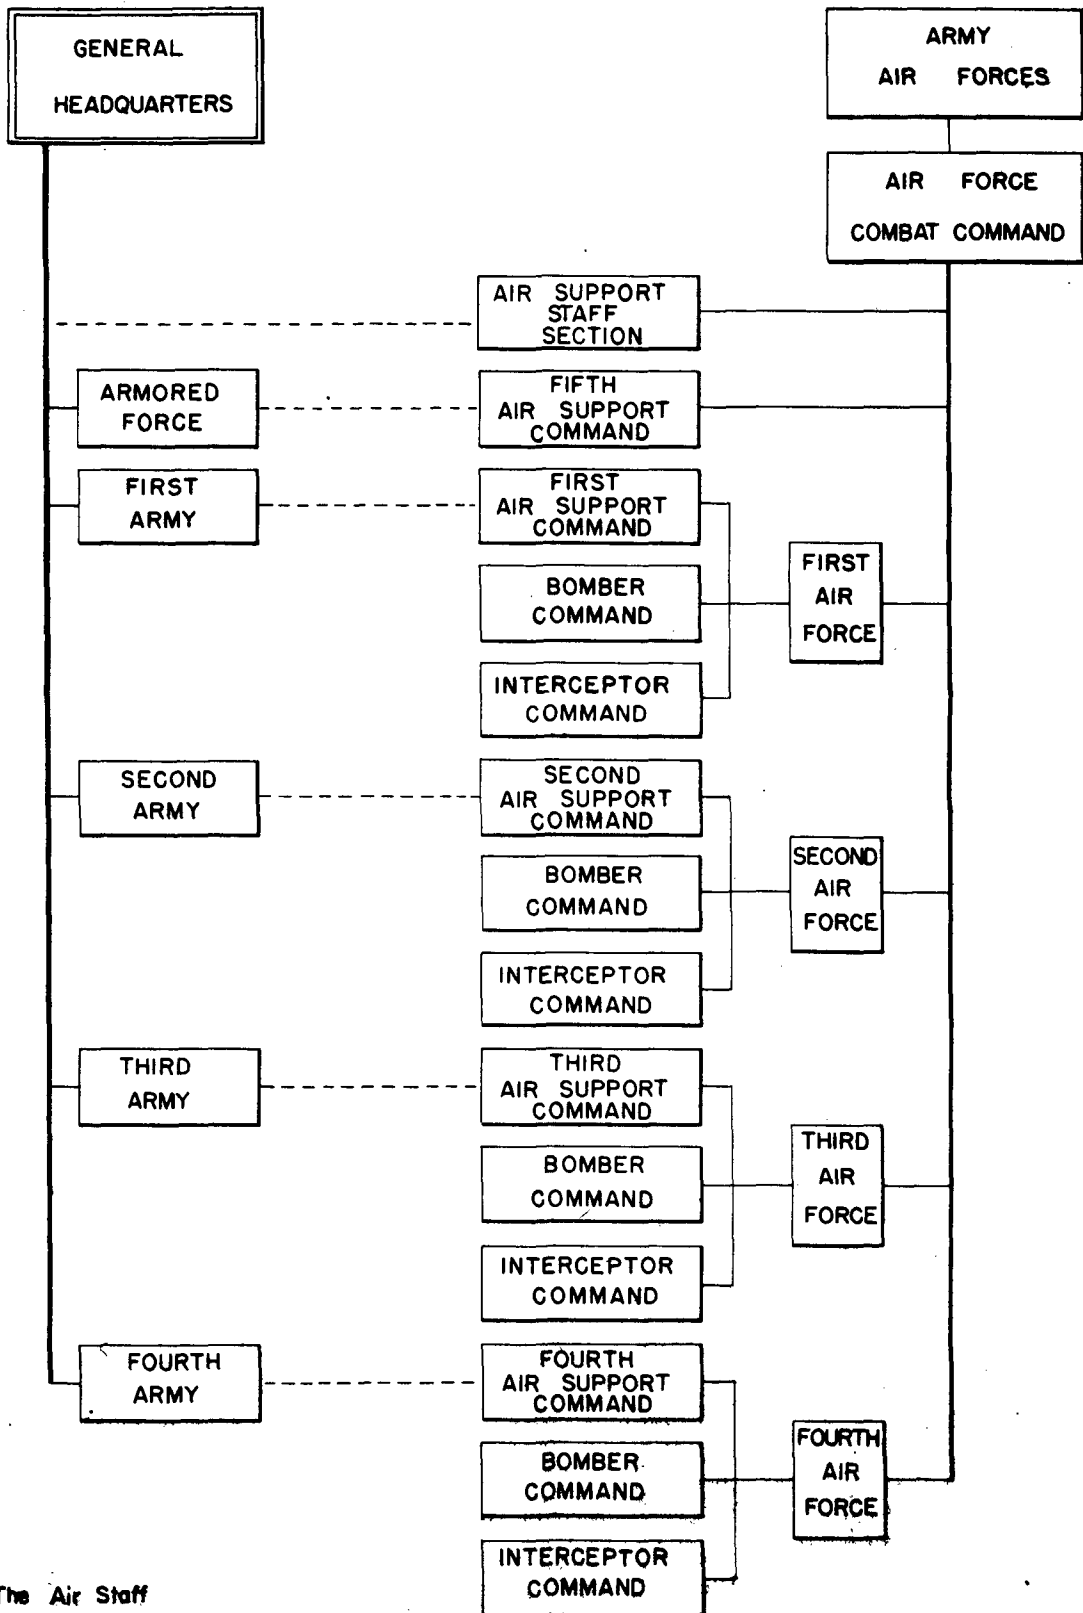 GENERAL
HEADQUARTERS
ARMY
AIR FORCES
AIR FORCE
COMBAT COMMAND
AIR SUPPORT
STAFF
SECTION
ARMORED
FORCE
FIFTH
AIR SUPPORT
COMMAND
FIRST
ARMY
FIRST
AIR SUPPORT
COMMAND
BOMBER
COMMAND
FIRST
AIR
FORCE
INTERCEPTOR
COMMAND
SECOND
ARMY
SECOND
AIR SUPPORT
COMMAND
BOMBER
COMMAND
SECOND
AIR
FORCE
INTERCEPTOR
COMMAND
THIRD
ARMY
THIRD
AIR SUPPORT
COMMAND
BOMBER
COMMAND
THIRD
AIR
FORCE
INTERCEPTOR
COMMAND
FOURTH
ARMY
FOURTH
AIR SUPPORT
COMMAND
BOMBER
COMMAND
FOURTH
AIR
FORCE
INTERCEPTOR
COMMAND
The Air Staff